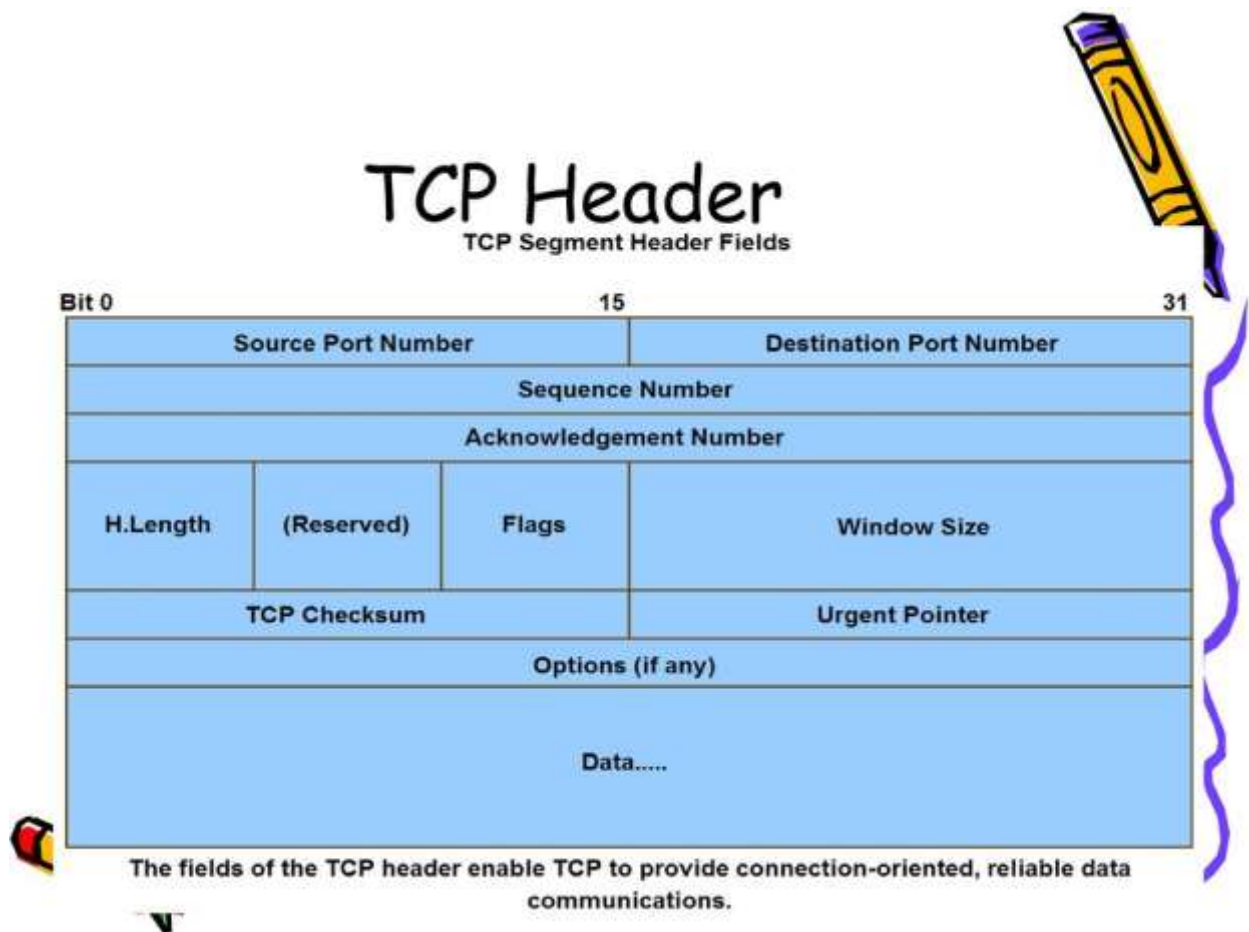 TCP Header
TCP Segment Header Fields
Bit 0 15 31
Source Port Number Destination Port Number
Sequence Number
Acknowledgement Number
H.Length (Reserved) Flags Window Size
TCP Checksum Urgent Pointer
Options (if any)
Data.....
The fields of the TCP header enable TCP to provide connection-oriented, reliable data
communications.